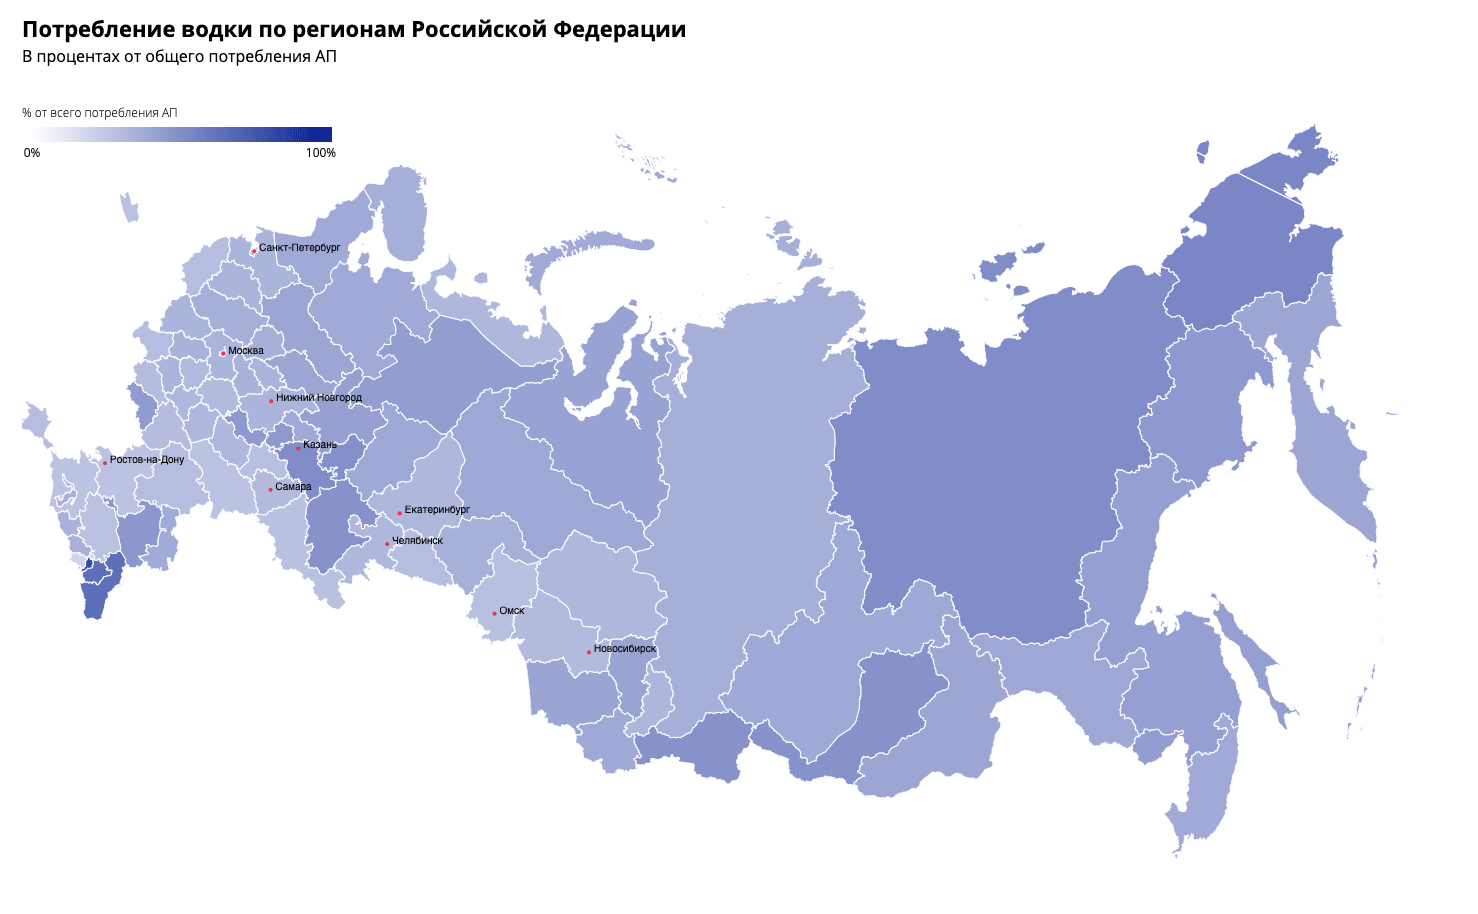 Потребление водки по регионам Российской Федерации
В процентах от общего потребления АП
% от всего потребления АП
0% 100%
Санкт-Петербург
Москва
Нижний Новгород
Казань
Ростов-на-Дону
Самара
Екатеринбург
Челябинск
Омск
Новосибирск